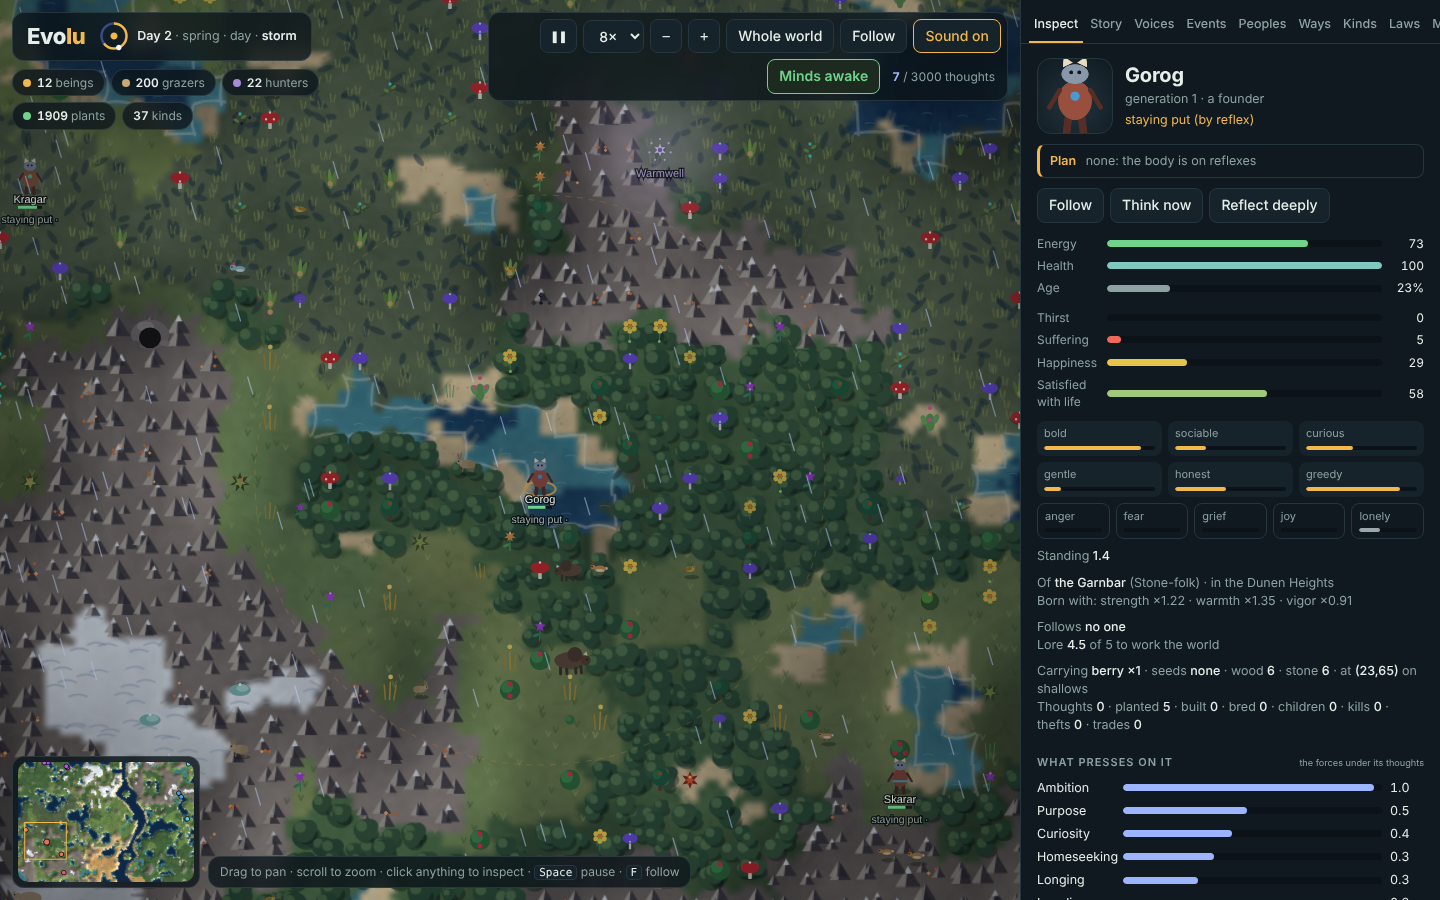 Evolu
Day 2 · spring · day · storm
12 beings
200 grazers
22 hunters
1909 plants
37 kinds
8×
−
+
Whole world
Follow
Sound on
Minds awake
7 / 3000 thoughts
Warmwell
Kragar
staying put ·
Gorog
staying put ·
Skarar
staying put ·
Drag to pan · scroll to zoom · click anything to inspect · Space pause · F follow
Inspect Story Voices Events Peoples Ways Kinds Laws M
Gorog
generation 1 · a founder
staying put (by reflex)
Plan none: the body is on reflexes
Follow
Think now
Reflect deeply
Energy 73
Health 100
Age 23%
Thirst 0
Suffering 5
Happiness 29
Satisfied with life 58
bold sociable curious
gentle honest greedy
anger fear grief joy lonely
Standing 1.4
Of the Garnbar (Stone-folk) · in the Dunen Heights
Born with: strength ×1.22 · warmth ×1.35 · vigor ×0.91
Follows no one
Lore 4.5 of 5 to work the world
Carrying berry ×1 · seeds none · wood 6 · stone 6 · at (23,65) on
shallows
Thoughts 0 · planted 5 · built 0 · bred 0 · children 0 · kills 0 ·
thefts 0 · trades 0
WHAT PRESSES ON IT the forces under its thoughts
Ambition 1.0
Purpose 0.5
Curiosity 0.4
Homeseeking 0.3
Longing 0.3